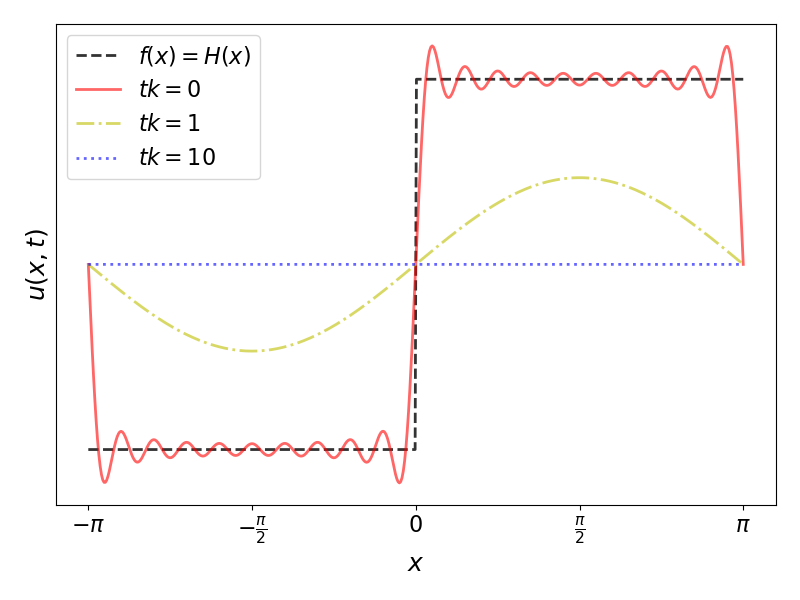 f(x) = H(x)
tk = 0
tk = 1
tk = 10
u(x, t)
−π
−π/2
0
π/2
π
x